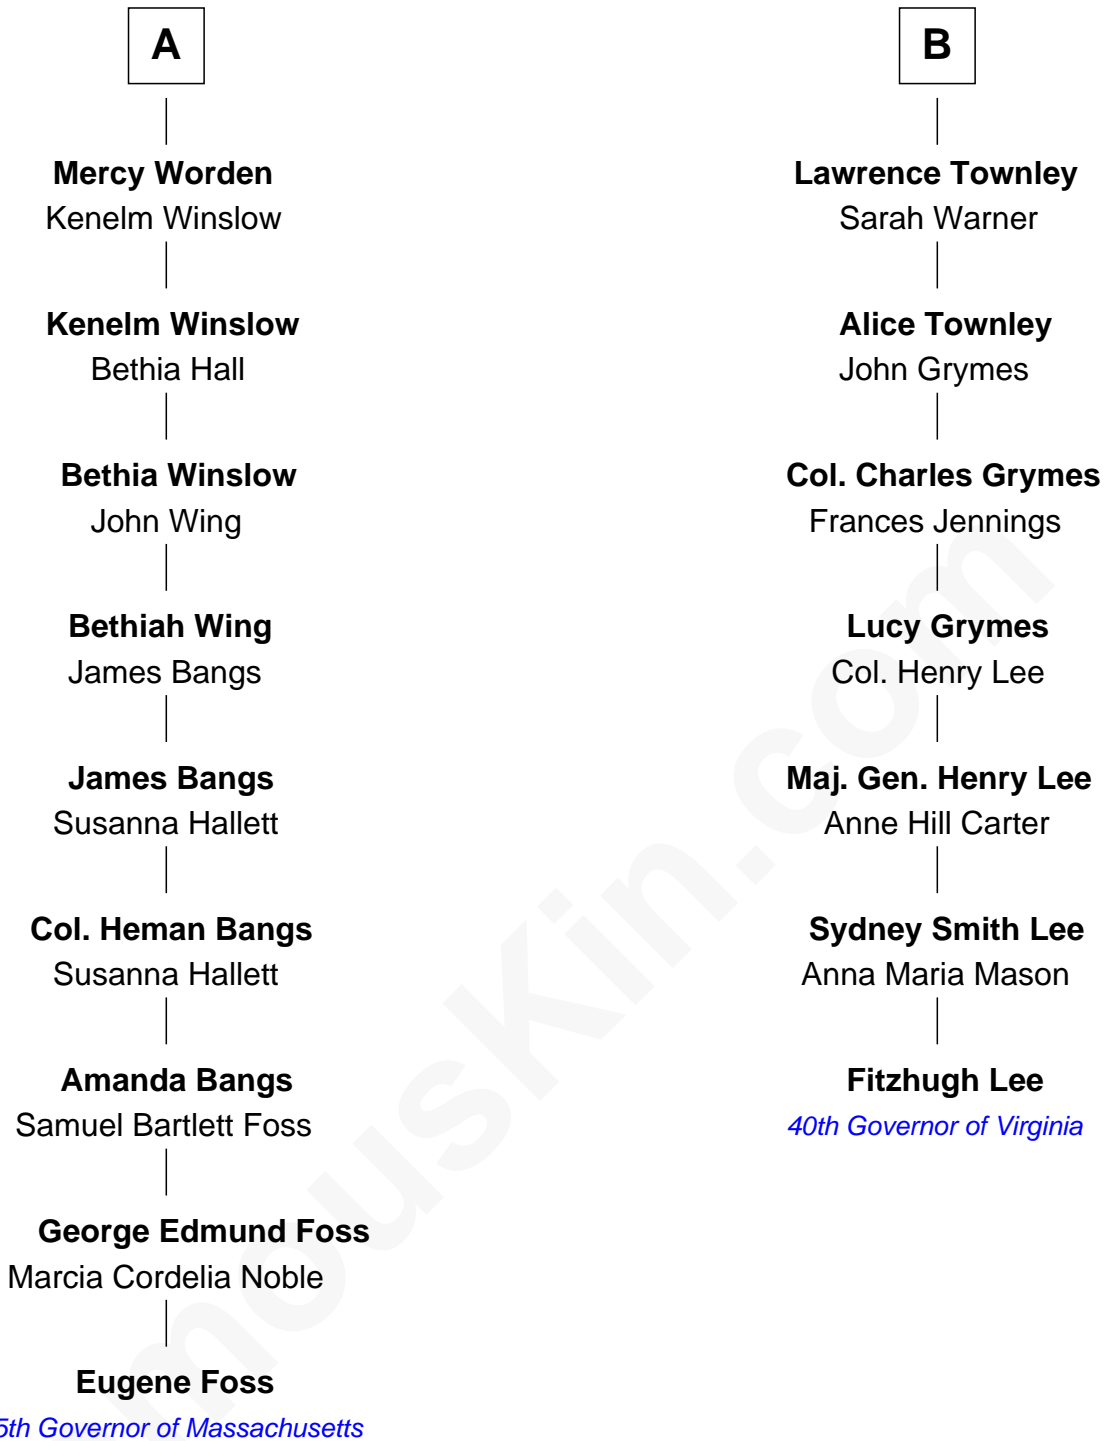 A
Mercy Worden
Kenelm Winslow
Kenelm Winslow
Bethia Hall
Bethia Winslow
John Wing
Bethiah Wing
James Bangs
James Bangs
Susanna Hallett
Col. Heman Bangs
Susanna Hallett
Amanda Bangs
Samuel Bartlett Foss
George Edmund Foss
Marcia Cordelia Noble
Eugene Foss
5th Governor of Massachusetts
B
Lawrence Townley
Sarah Warner
Alice Townley
John Grymes
Col. Charles Grymes
Frances Jennings
Lucy Grymes
Col. Henry Lee
Maj. Gen. Henry Lee
Anne Hill Carter
Sydney Smith Lee
Anna Maria Mason
Fitzhugh Lee
40th Governor of Virginia
mousKin.com